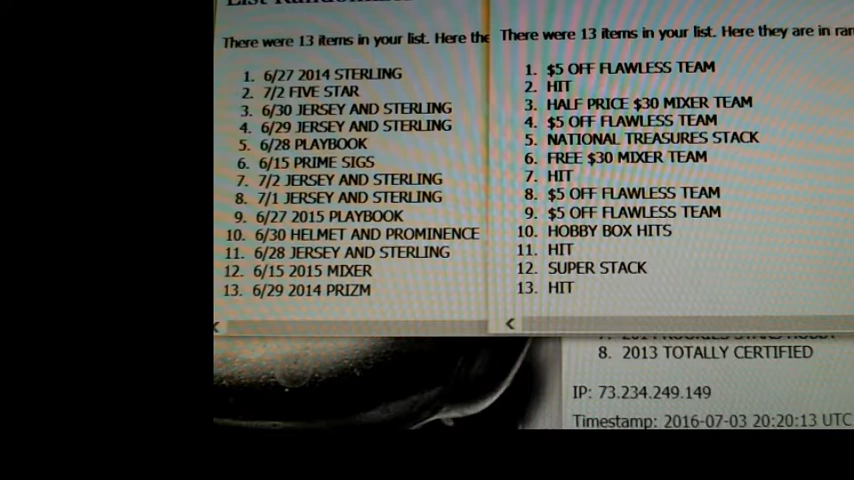 There were 13 items in your list. Here the
1. 6/27 2014 STERLING
2. 7/2 FIVE STAR
3. 6/30 JERSEY AND STERLING
4. 6/29 JERSEY AND STERLING
5. 6/28 PLAYBOOK
6. 6/15 PRIME SIGS
7. 7/2 JERSEY AND STERLING
8. 7/1 JERSEY AND STERLING
9. 6/27 2015 PLAYBOOK
10. 6/30 HELMET AND PROMINENCE
11. 6/28 JERSEY AND STERLING
12. 6/15 2015 MIXER
13. 6/29 2014 PRIZM
There were 13 items in your list. Here they are in ran
1. $5 OFF FLAWLESS TEAM
2. HIT
3. HALF PRICE $30 MIXER TEAM
4. $5 OFF FLAWLESS TEAM
5. NATIONAL TREASURES STACK
6. FREE $30 MIXER TEAM
7. HIT
8. $5 OFF FLAWLESS TEAM
9. $5 OFF FLAWLESS TEAM
10. HOBBY BOX HITS
11. HIT
12. SUPER STACK
13. HIT
8. 2013 TOTALLY CERTIFIED
IP: 73.234.249.149
Timestamp: 2016-07-03 20:20:13 UTC